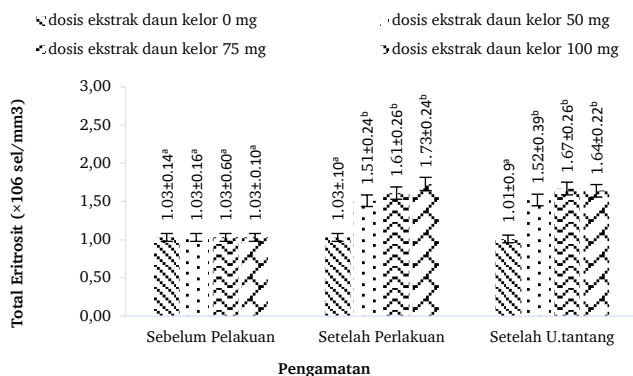 dosis ekstrak daun kelor 0 mg
dosis ekstrak daun kelor 50 mg
dosis ekstrak daun kelor 75 mg
dosis ekstrak daun kelor 100 mg
Total Eritrosit (×106 sel/mm3)
3,00
2,50
2,00
1,50
1,00
0,50
0,00
1.03±0.14ᵃ
1.03±0.16ᵃ
1.03±0.60ᵃ
1.03±.0.10ᵃ
1.03±.10ᵃ
1.51±0.24ᵇ
1.61±0.26ᵇ
1.73±0.24ᵇ
1.01±0.9ᵃ
1.52±0.39ᵇ
1.67±0.26ᵇ
1.64±0.22ᵇ
Sebelum Pelakuan
Setelah Perlakuan
Setelah U.tantang
Pengamatan